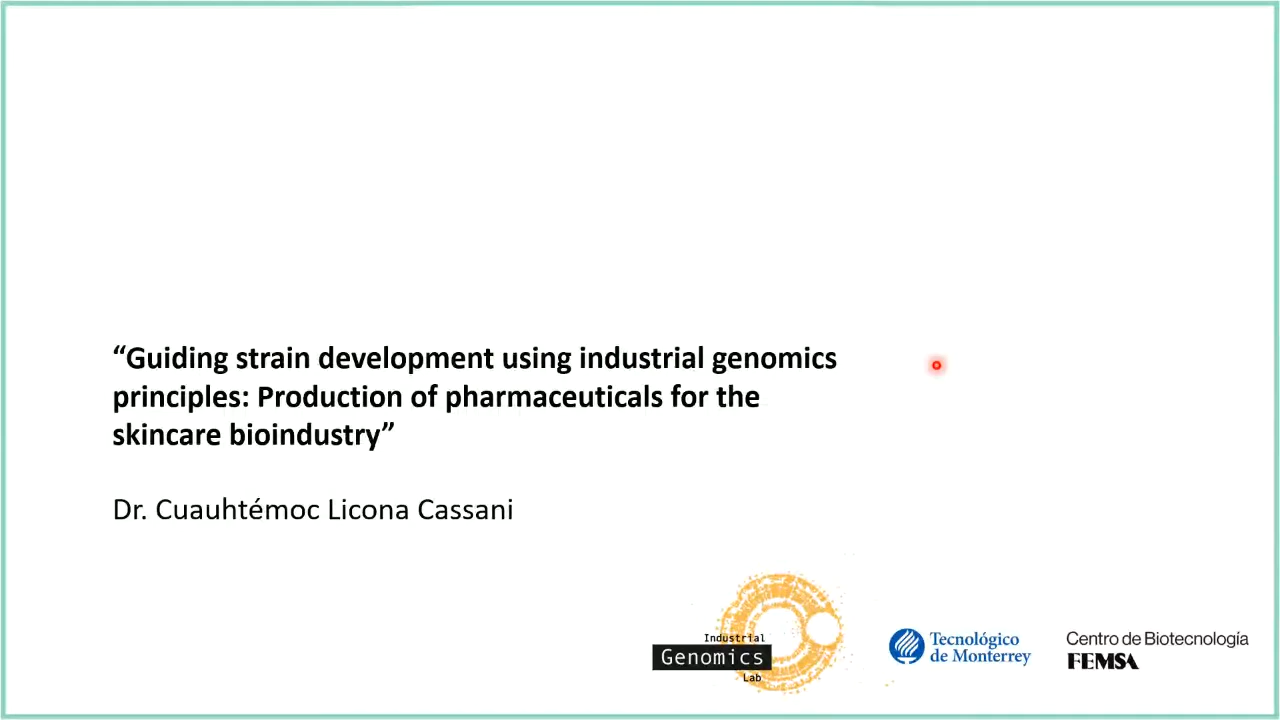 “Guiding strain development using industrial genomics
principles: Production of pharmaceuticals for the
skincare bioindustry”
Dr. Cuauhtémoc Licona Cassani
Industrial
Genomics
Lab
Tecnológico
de Monterrey
Centro de Biotecnología
FEMSA